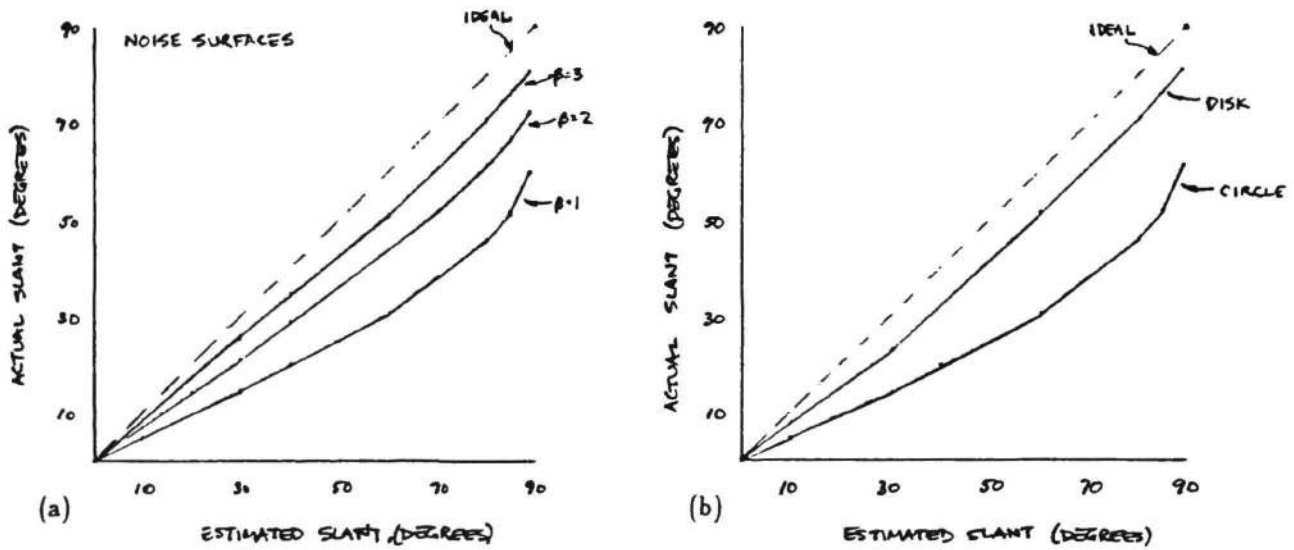 NOISE SURFACES
IDEAL
β=3
β=2
β=1
90
70
50
30
10
ACTUAL SLANT (DEGREES)
10 30 50 70 90
(a)
ESTIMATED SLANT (DEGREES)
IDEAL
DISK
CIRCLE
90
70
50
30
10
ACTUAL SLANT (DEGREES)
10 30 50 70 90
(b)
ESTIMATED SLANT (DEGREES)